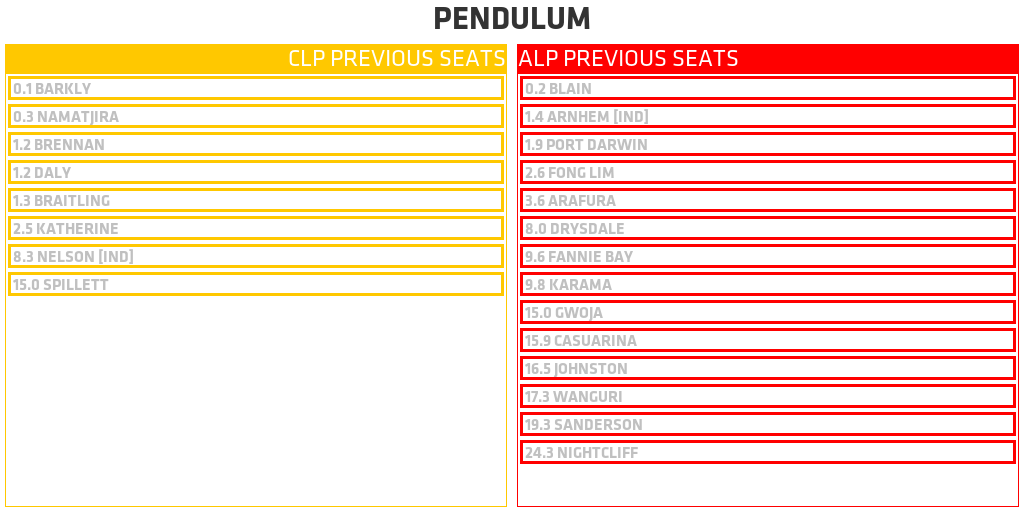 PENDULUM
CLP PREVIOUS SEATS
0.1 BARKLY
0.3 NAMATJIRA
1.2 BRENNAN
1.2 DALY
1.3 BRAITLING
2.5 KATHERINE
8.3 NELSON [IND]
15.0 SPILLETT
ALP PREVIOUS SEATS
0.2 BLAIN
1.4 ARNHEM [IND]
1.9 PORT DARWIN
2.6 FONG LIM
3.6 ARAFURA
8.0 DRYSDALE
9.6 FANNIE BAY
9.8 KARAMA
15.0 GWOJA
15.9 CASUARINA
16.5 JOHNSTON
17.3 WANGURI
19.3 SANDERSON
24.3 NIGHTCLIFF